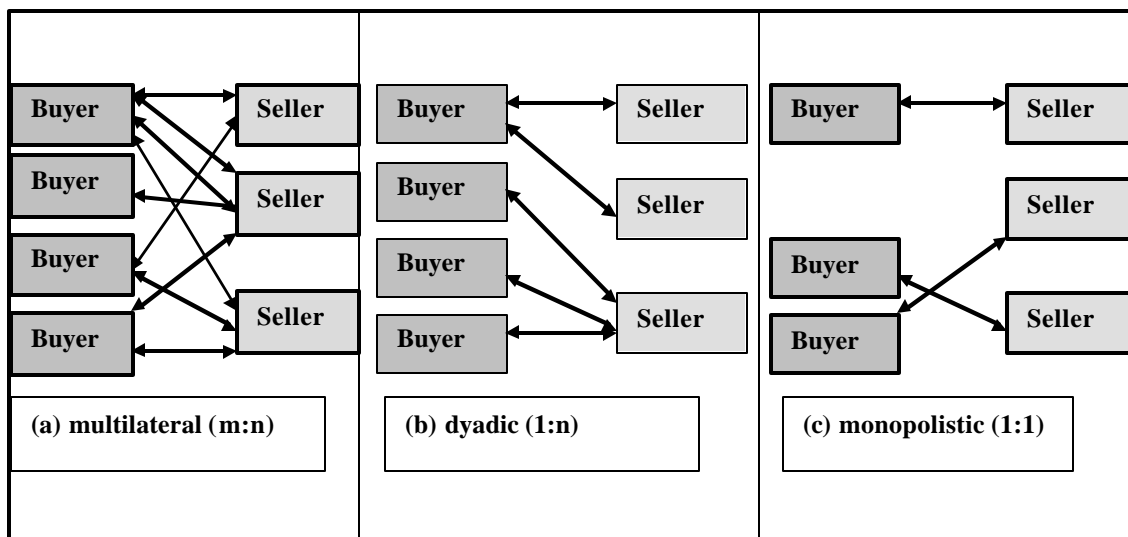 Buyer
Seller
Buyer
Seller
Buyer
Seller
Buyer
(a) multilateral (m:n)
Buyer
Seller
Buyer
Seller
Buyer
Seller
Buyer
(b) dyadic (1:n)
Buyer
Seller
Seller
Buyer
Seller
Buyer
(c) monopolistic (1:1)